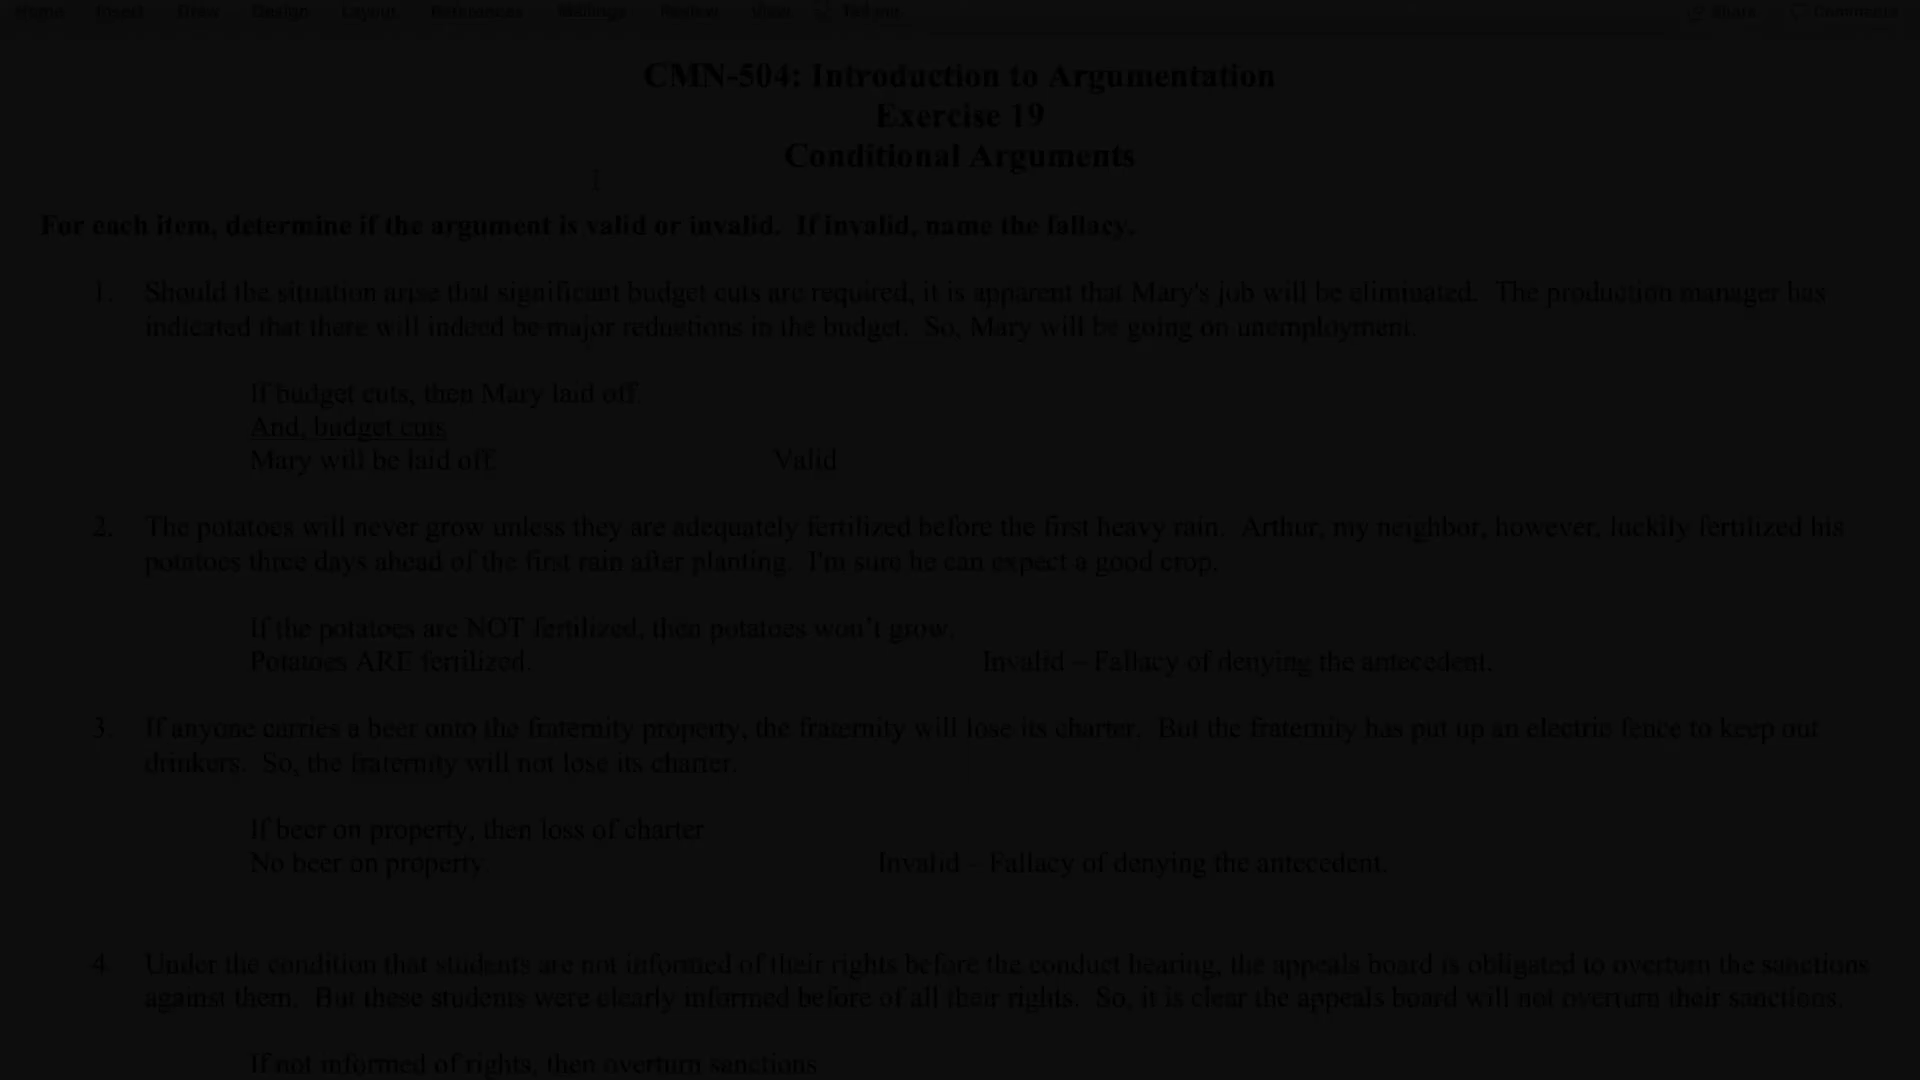 Home Insert Draw Design Layout References Mailings Review View Tell me Share Comments
CMN-504: Introduction to Argumentation
Exercise 19
Conditional Arguments
For each item, determine if the argument is valid or invalid. If invalid, name the fallacy.
1. Should the situation arise that significant budget cuts are required, it is apparent that Mary's job will be eliminated. The production manager has
indicated that there will indeed be major reductions in the budget. So, Mary will be going on unemployment.
If budget cuts, then Mary laid off.
And, budget cuts
Mary will be laid off. Valid
2. The potatoes will never grow unless they are adequately fertilized before the first heavy rain. Arthur, my neighbor, however, luckily fertilized his
potatoes three days ahead of the first rain after planting. I'm sure he can expect a good crop.
If the potatoes are NOT fertilized, then potatoes won't grow.
Potatoes ARE fertilized. Invalid – Fallacy of denying the antecedent.
3. If anyone carries a beer onto the fraternity property, the fraternity will lose its charter. But the fraternity has put up an electric fence to keep out
drinkers. So, the fraternity will not lose its charter.
If beer on property, then loss of charter
No beer on property. Invalid – Fallacy of denying the antecedent.
4. Under the condition that students are not informed of their rights before the conduct hearing, the appeals board is obligated to overturn the sanctions
against them. But these students were clearly informed before of all their rights. So, it is clear the appeals board will not overturn their sanctions.
If not informed of rights, then overturn sanctions